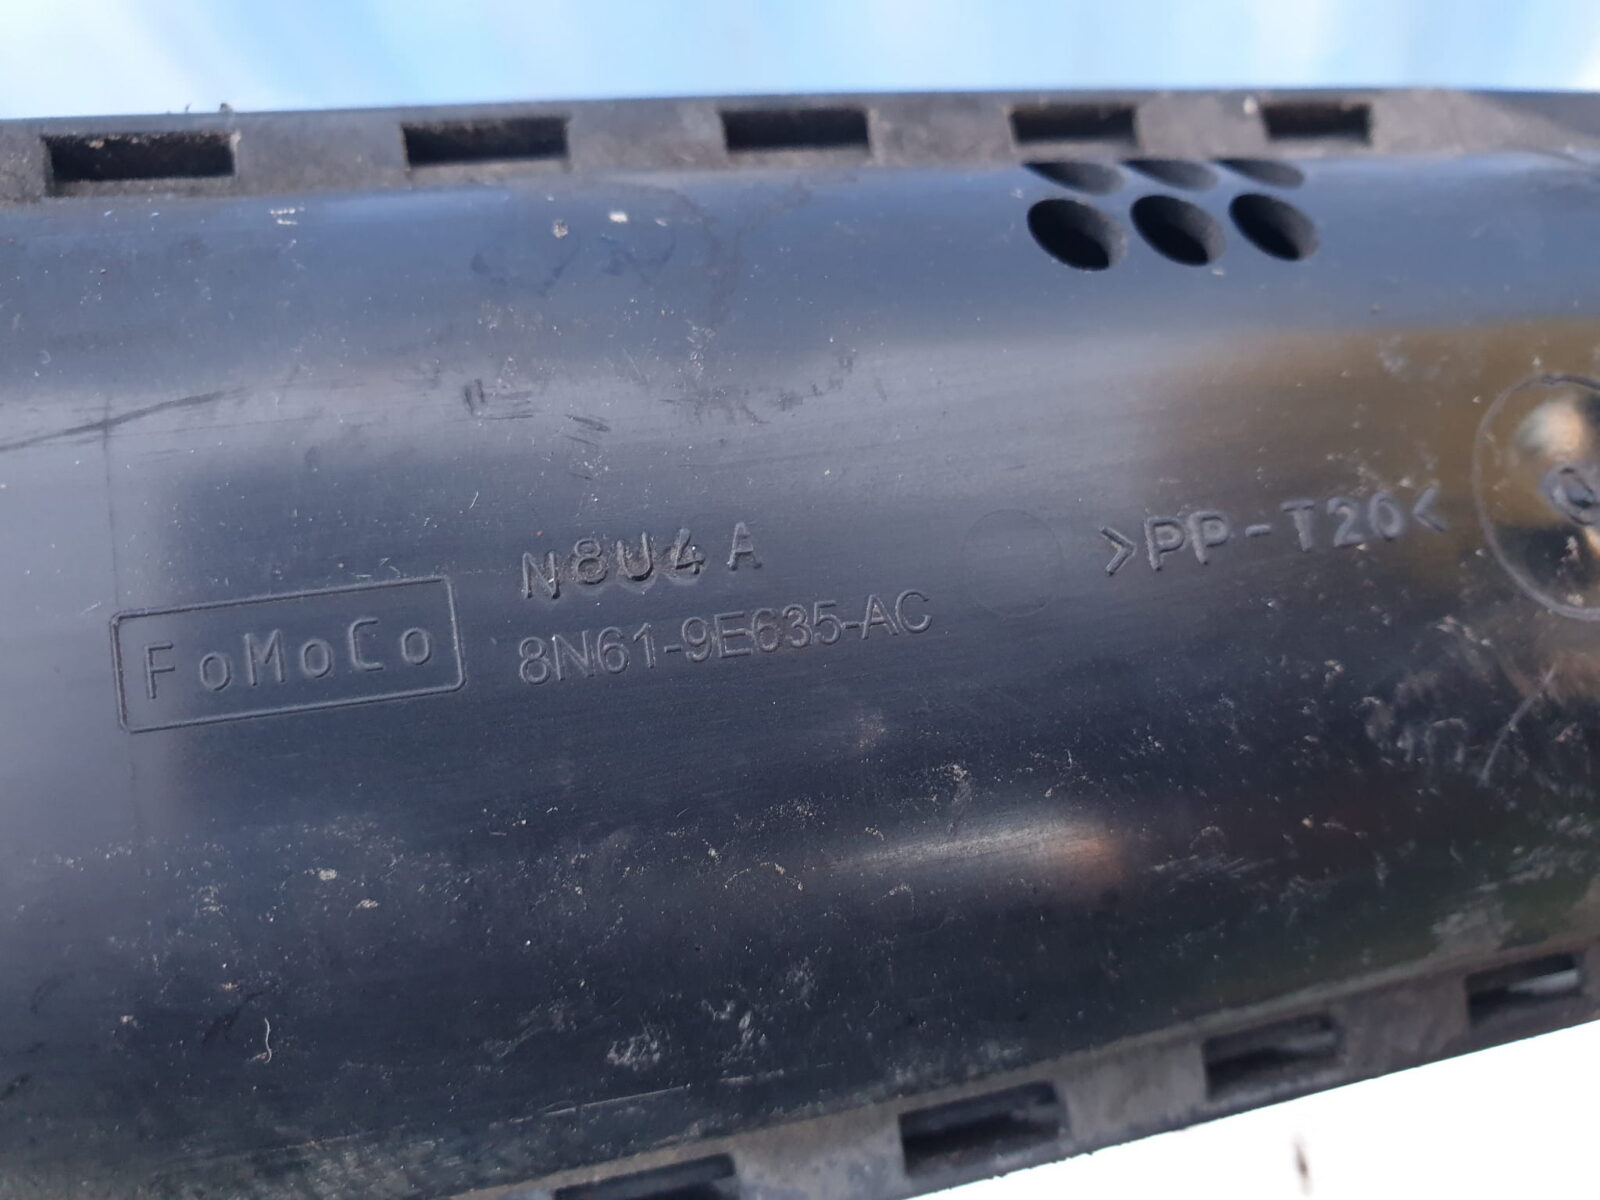 N8U4 A
FoMoCo
8N61-9E635-AC
>PP-T20<